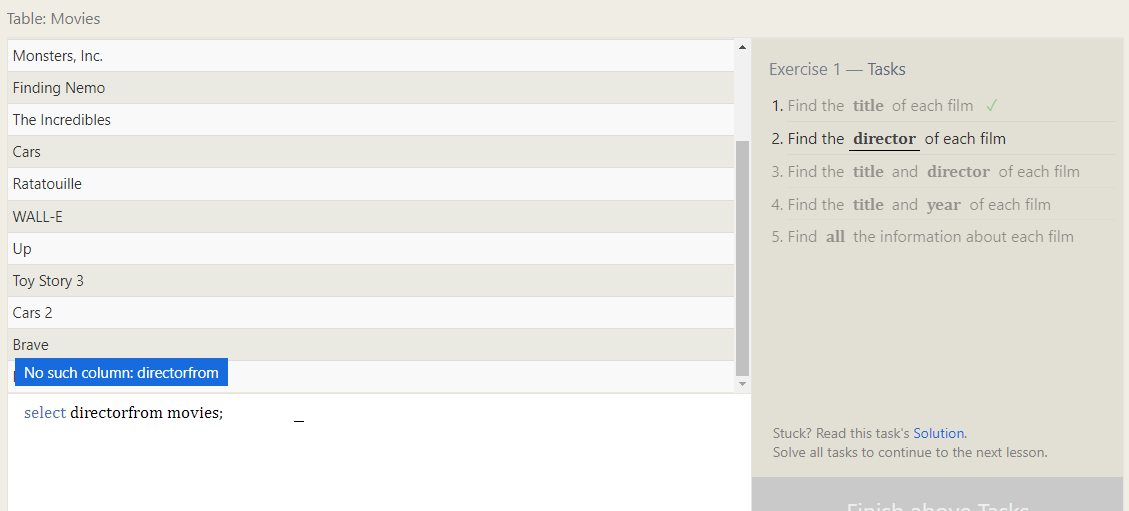 Table: Movies
Monsters, Inc.
Finding Nemo
The Incredibles
Cars
Ratatouille
WALL-E
Up
Toy Story 3
Cars 2
Brave
No such column: directorfrom
select directorfrom movies;
Exercise 1 — Tasks
1. Find the title of each film ✓
2. Find the director of each film
3. Find the title and director of each film
4. Find the title and year of each film
5. Find all the information about each film
Stuck? Read this task's Solution.
Solve all tasks to continue to the next lesson.
Finish above Tasks